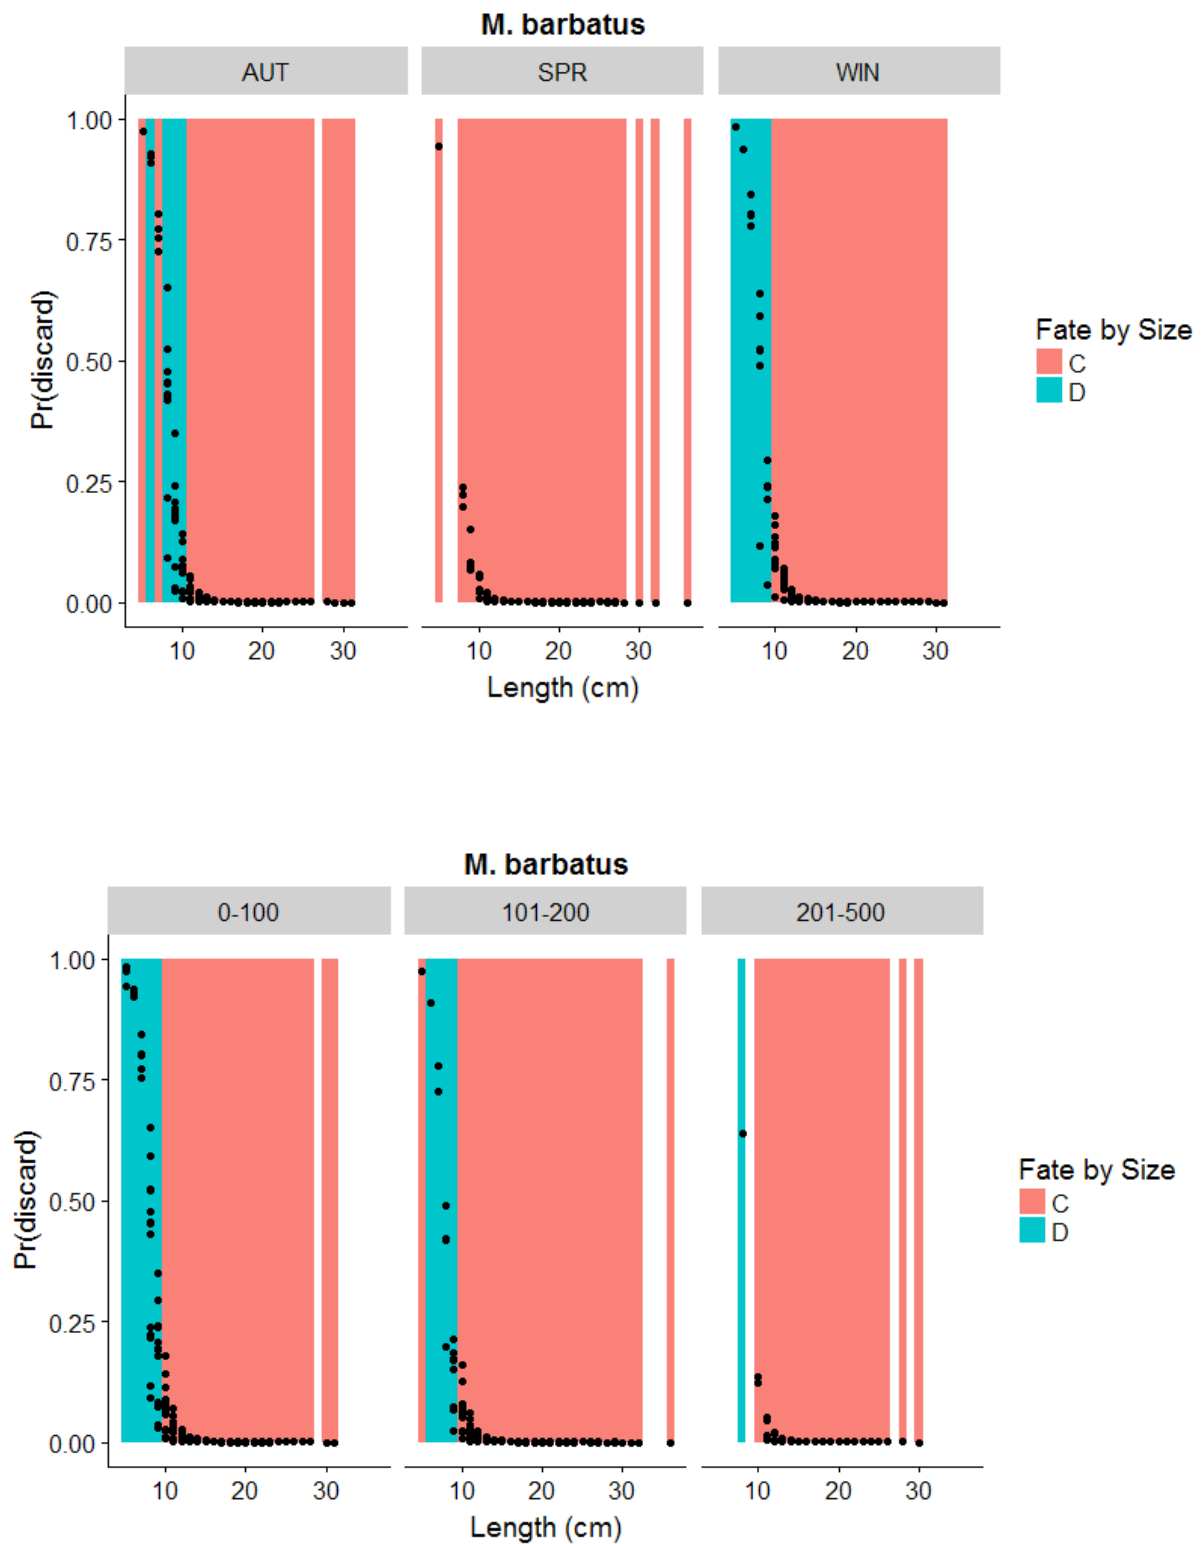 M. barbatus
AUT SPR WIN
1.00
0.75
0.50
0.25
0.00
Pr(discard)
10 20 30 10 20 30 10 20 30
Length (cm)
Fate by Size
C
D
M. barbatus
0-100 101-200 201-500
1.00
0.75
0.50
0.25
0.00
Pr(discard)
10 20 30 10 20 30 10 20 30
Length (cm)
Fate by Size
C
D